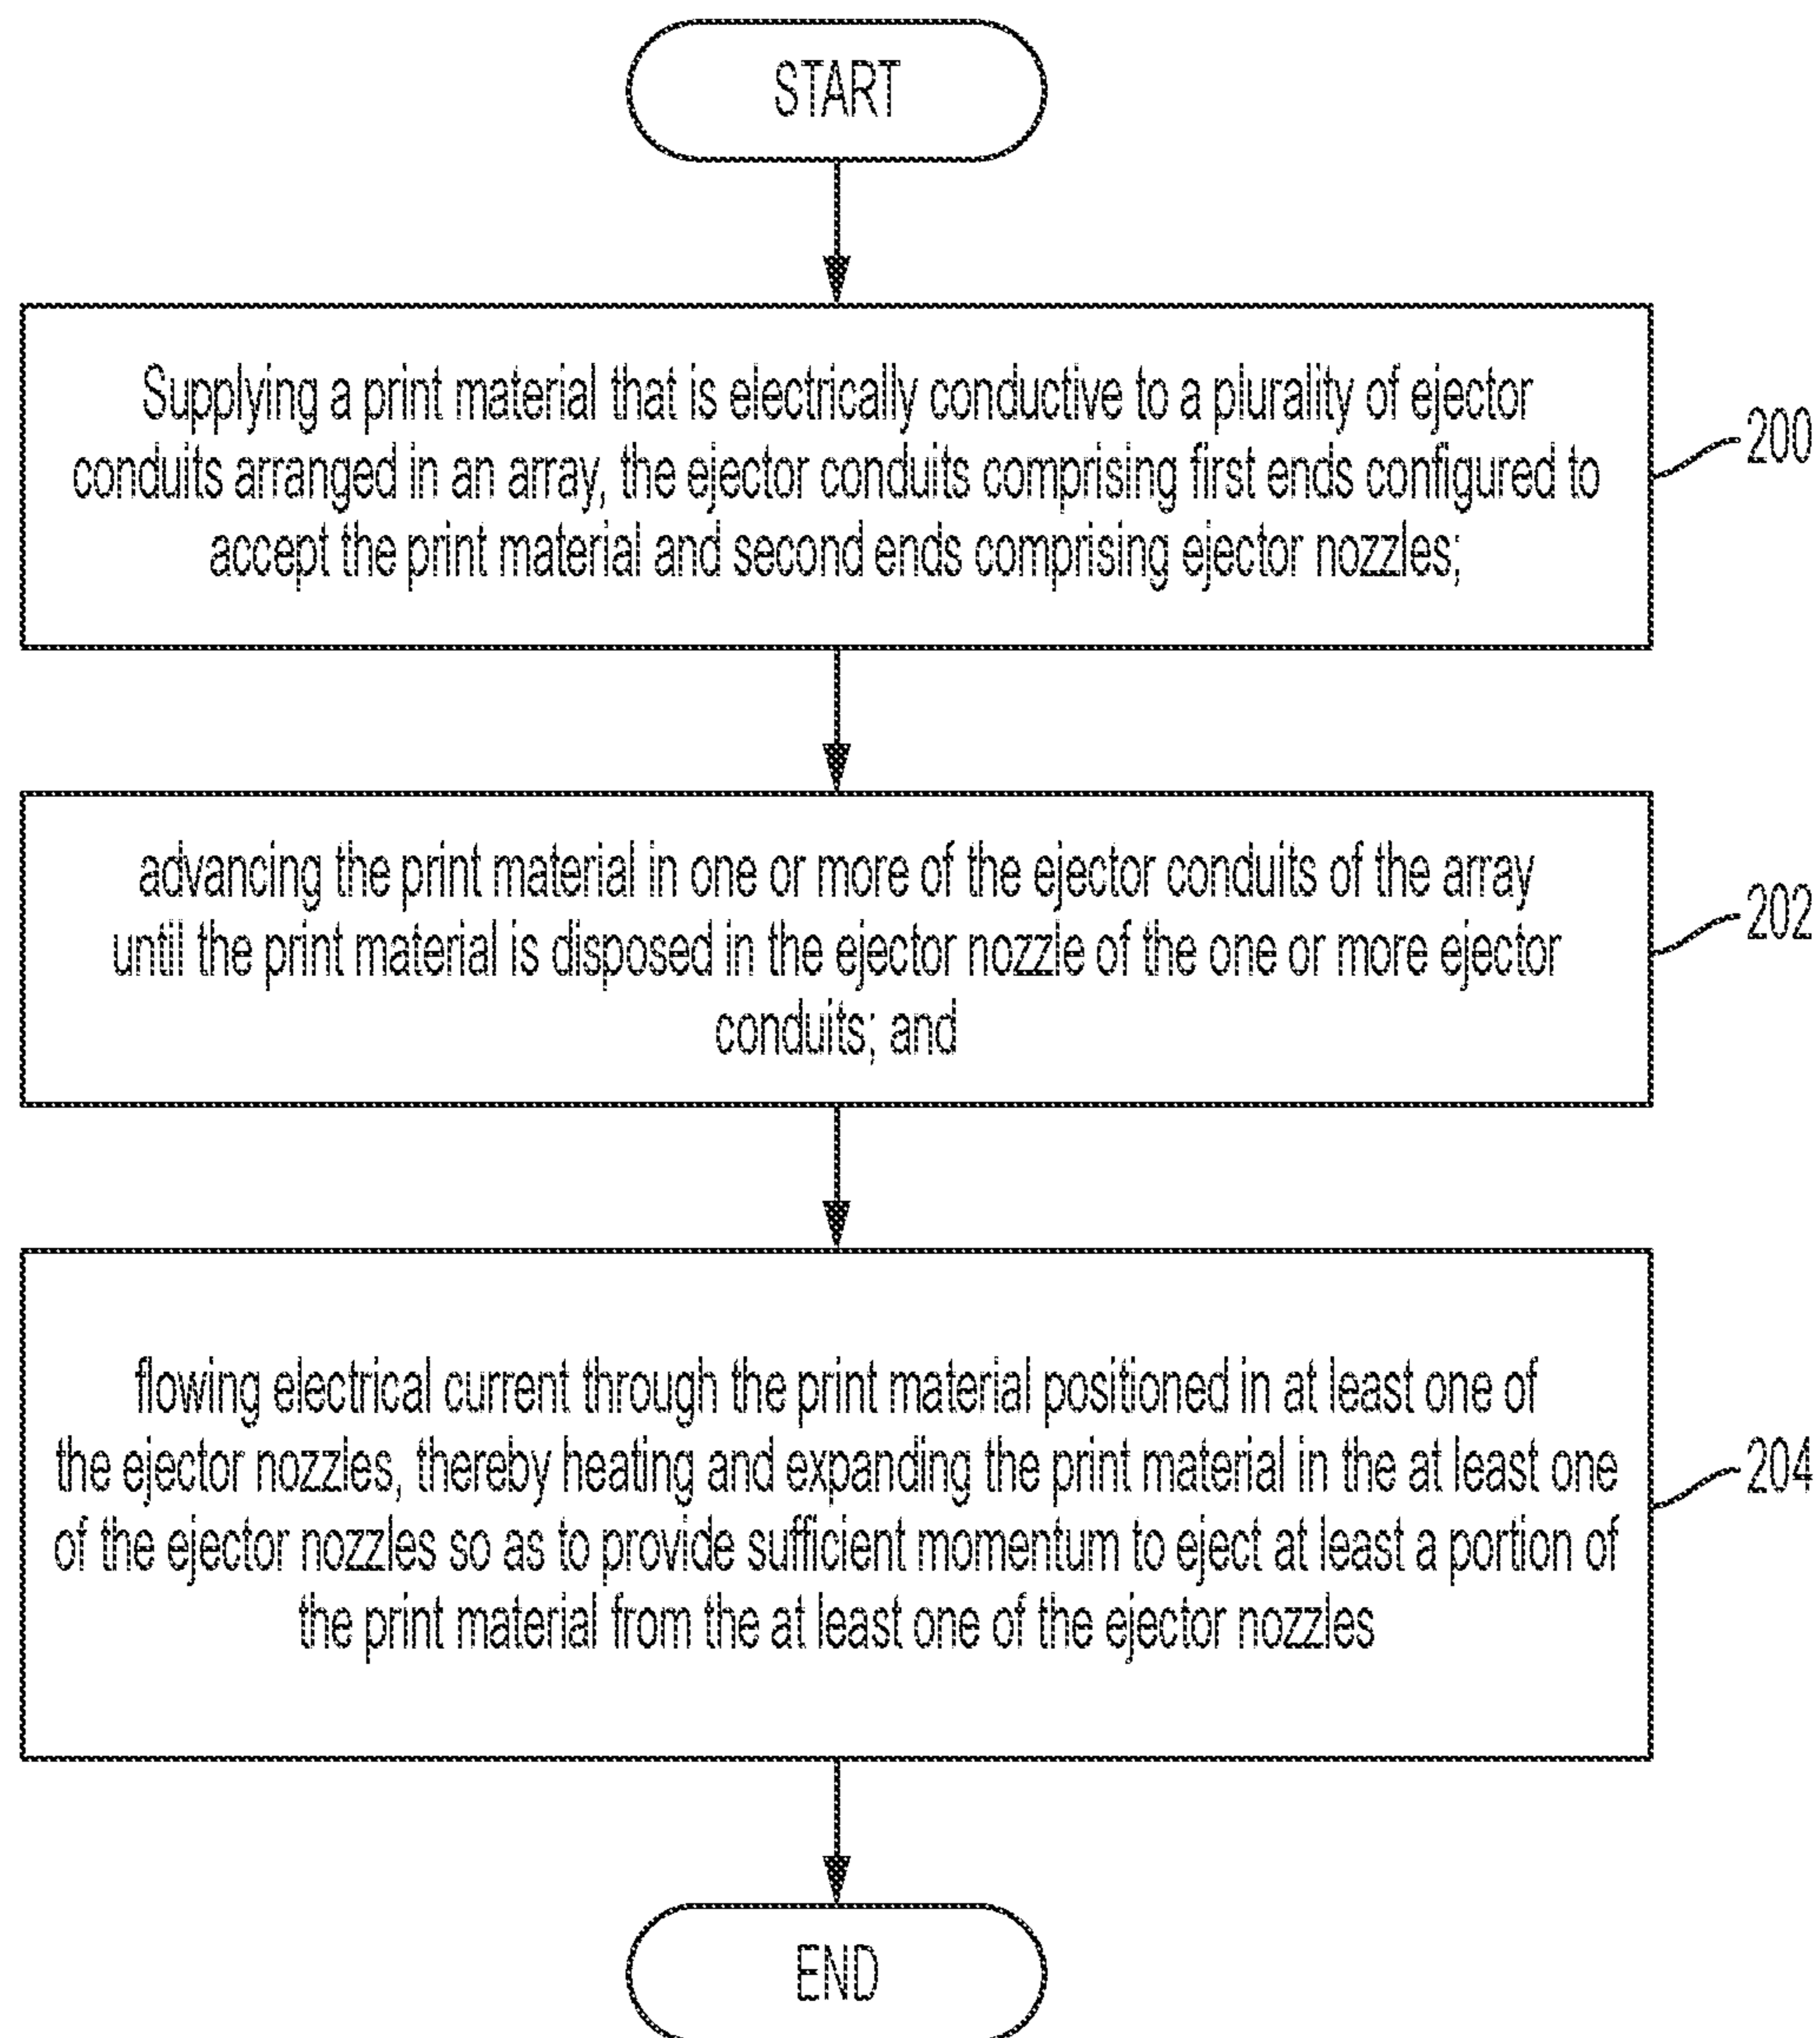 START
Supplying a print material that is electrically conductive to a plurality of ejector
conduits arranged in an array, the ejector conduits comprising first ends configured to
accept the print material and second ends comprising ejector nozzles;
200
advancing the print material in one or more of the ejector conduits of the array
until the print material is disposed in the ejector nozzle of the one or more ejector
conduits; and
202
flowing electrical current through the print material positioned in at least one of
the ejector nozzles, thereby heating and expanding the print material in the at least one
of the ejector nozzles so as to provide sufficient momentum to eject at least a portion of
the print material from the at least one of the ejector nozzles
204
END